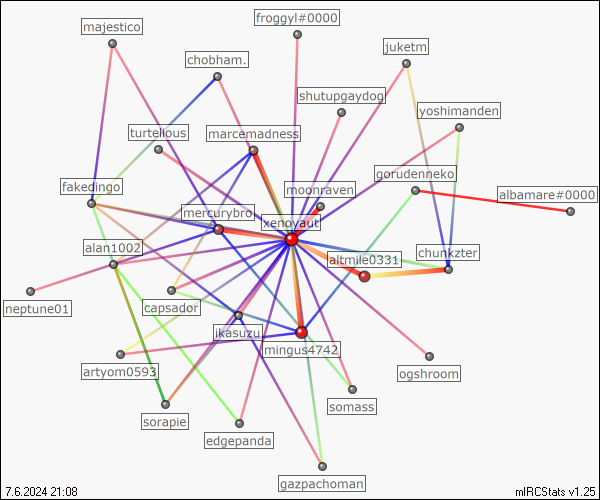 froggyl#0000
majestico
juketm
chobham.
shutupgaydog
yoshimanden
turtelious
marcemadness
gorudenneko
fakedingo
moonraven
albamare#0000
mercurybro.
xenoyaut
alan1002
altmile0331
chunkzter
neptune01
capsador
ikasuzu
mingus4742
artyom0593
ogshroom
somass
sorapie
edgepanda
gazpachoman
7.6.2024 21:08
mIRCStats v1.25